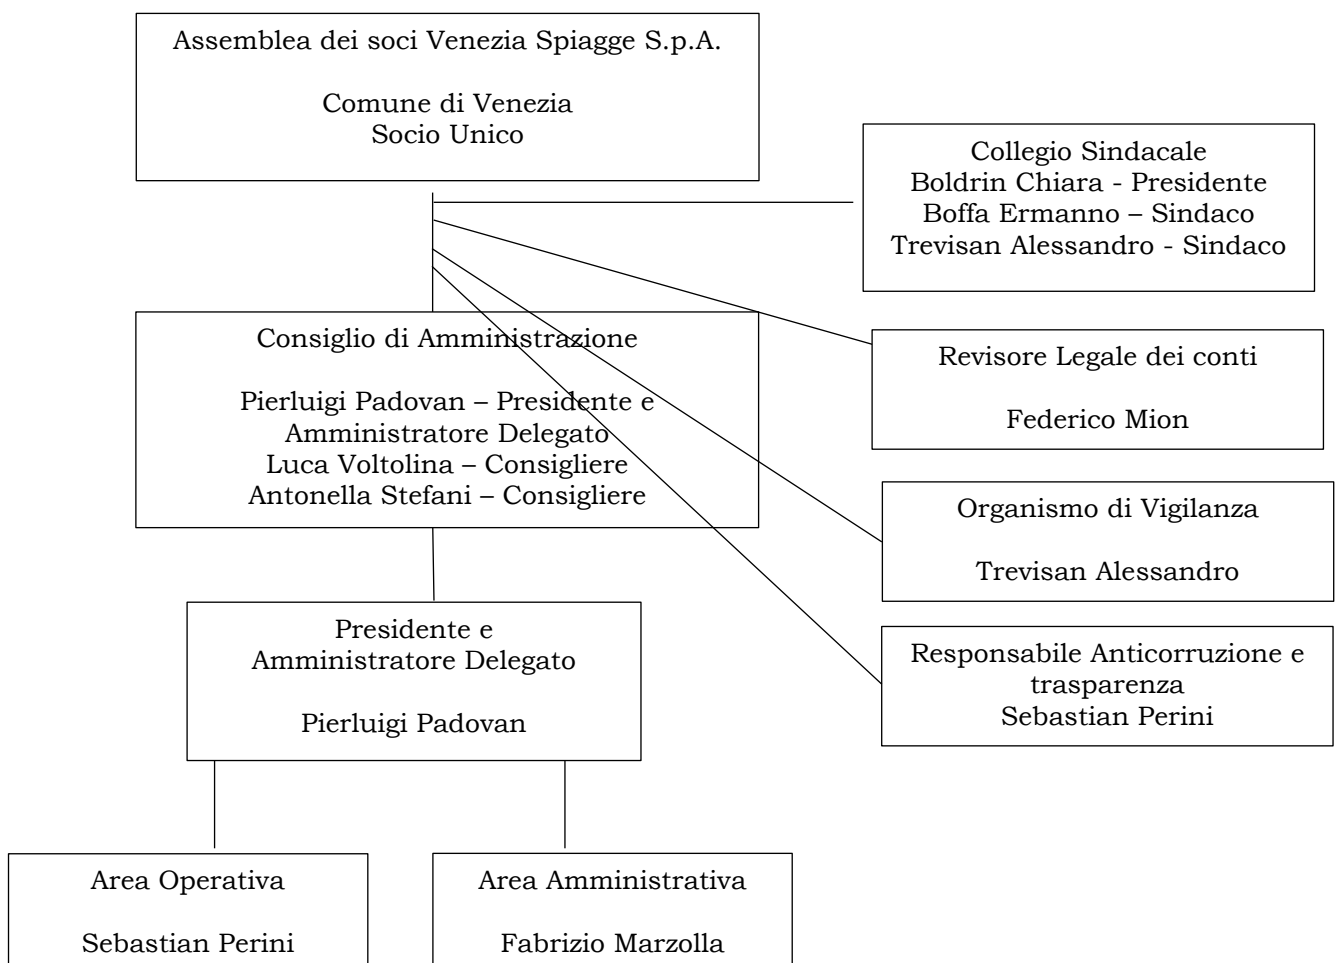 Assemblea dei soci Venezia Spiagge S.p.A.
Comune di Venezia
Socio Unico
Collegio Sindacale
Boldrin Chiara - Presidente
Boffa Ermanno – Sindaco
Trevisan Alessandro - Sindaco
Consiglio di Amministrazione
Pierluigi Padovan – Presidente e
Amministratore Delegato
Luca Voltolina – Consigliere
Antonella Stefani – Consigliere
Revisore Legale dei conti
Federico Mion
Organismo di Vigilanza
Trevisan Alessandro
Presidente e
Amministratore Delegato
Pierluigi Padovan
Responsabile Anticorruzione e
trasparenza
Sebastian Perini
Area Operativa
Sebastian Perini
Area Amministrativa
Fabrizio Marzolla